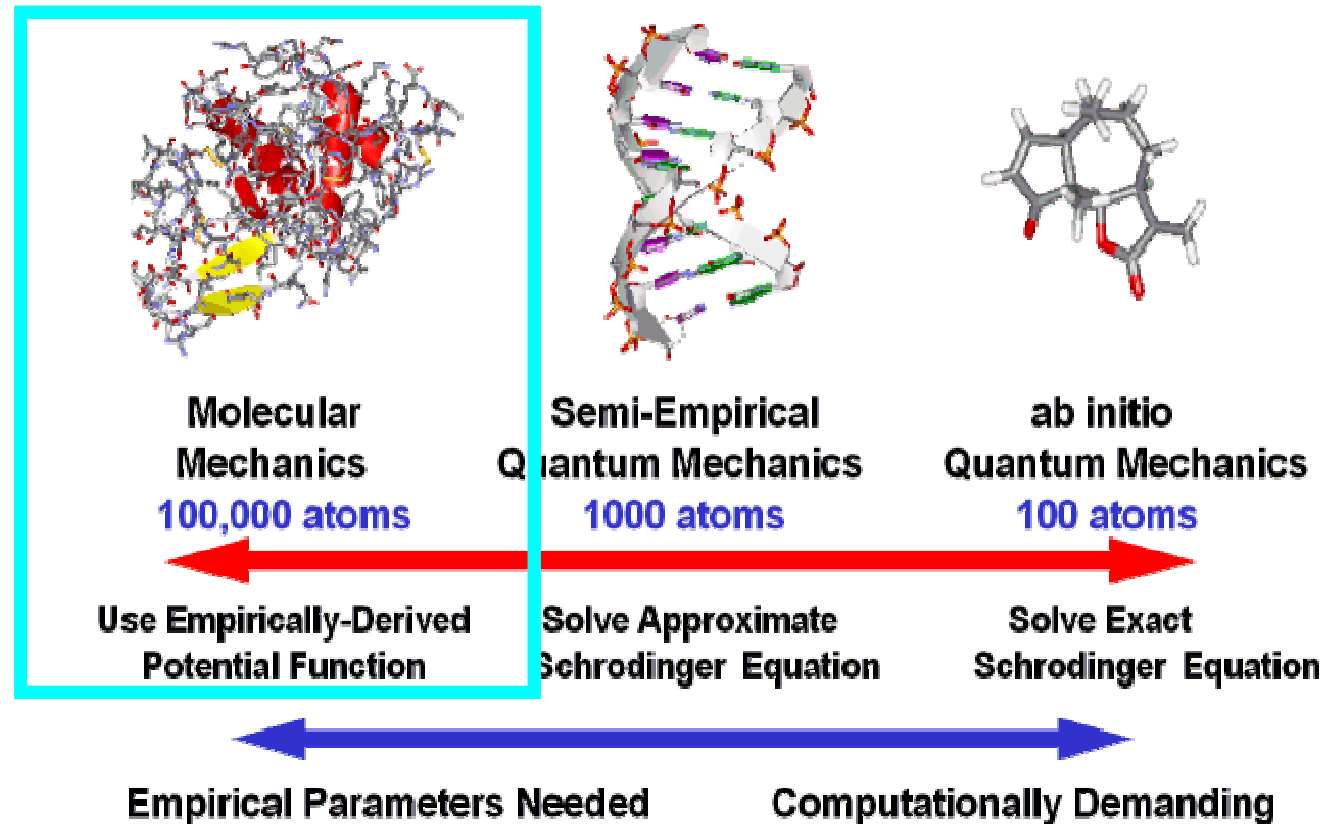 Molecular
Mechanics
100,000 atoms
Semi-Empirical
Quantum Mechanics
1000 atoms
ab initio
Quantum Mechanics
100 atoms
Use Empirically-Derived
Potential Function
Solve Approximate
Schrodinger Equation
Solve Exact
Schrodinger Equation
Empirical Parameters Needed
Computationally Demanding